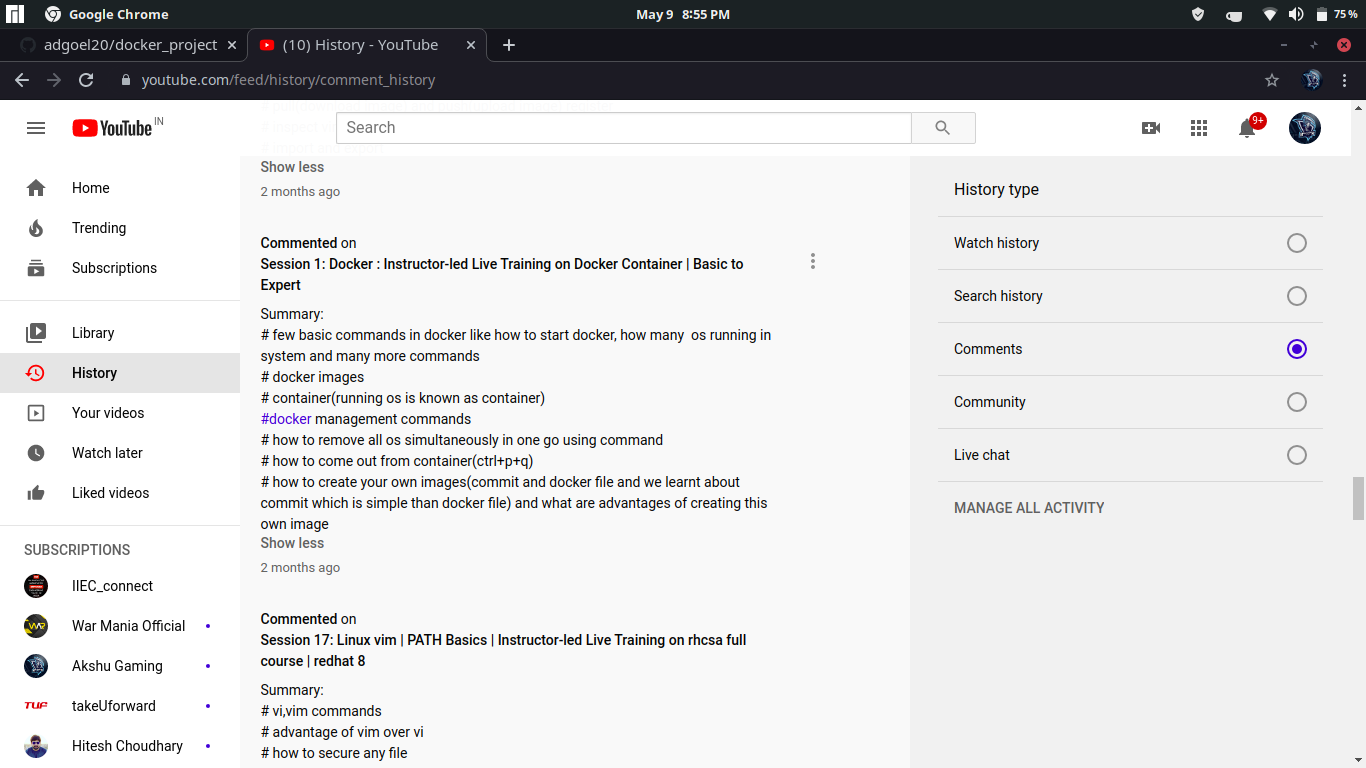 Google Chrome
May 9 8:55 PM
75 %
adgoel20/docker_project
(10) History - YouTube
youtube.com/feed/history/comment_history
YouTube IN
Search
9+
Home
Trending
Subscriptions
Library
History
Your videos
Watch later
Liked videos
SUBSCRIPTIONS
IIEC_connect
War Mania Official
Akshu Gaming
TUF
takeUforward
Hitesh Choudhary
Show less
2 months ago
Commented on
Session 1: Docker : Instructor-led Live Training on Docker Container | Basic to
Expert
Summary:
# few basic commands in docker like how to start docker, how many  os running in
system and many more commands
# docker images
# container(running os is known as container)
#docker management commands
# how to remove all os simultaneously in one go using command
# how to come out from container(ctrl+p+q)
# how to create your own images(commit and docker file and we learnt about
commit which is simple than docker file) and what are advantages of creating this
own image
Show less
2 months ago
Commented on
Session 17: Linux vim | PATH Basics | Instructor-led Live Training on rhcsa full
course | redhat 8
Summary:
# vi,vim commands
# advantage of vim over vi
# how to secure any file
History type
Watch history
Search history
Comments
Community
Live chat
MANAGE ALL ACTIVITY